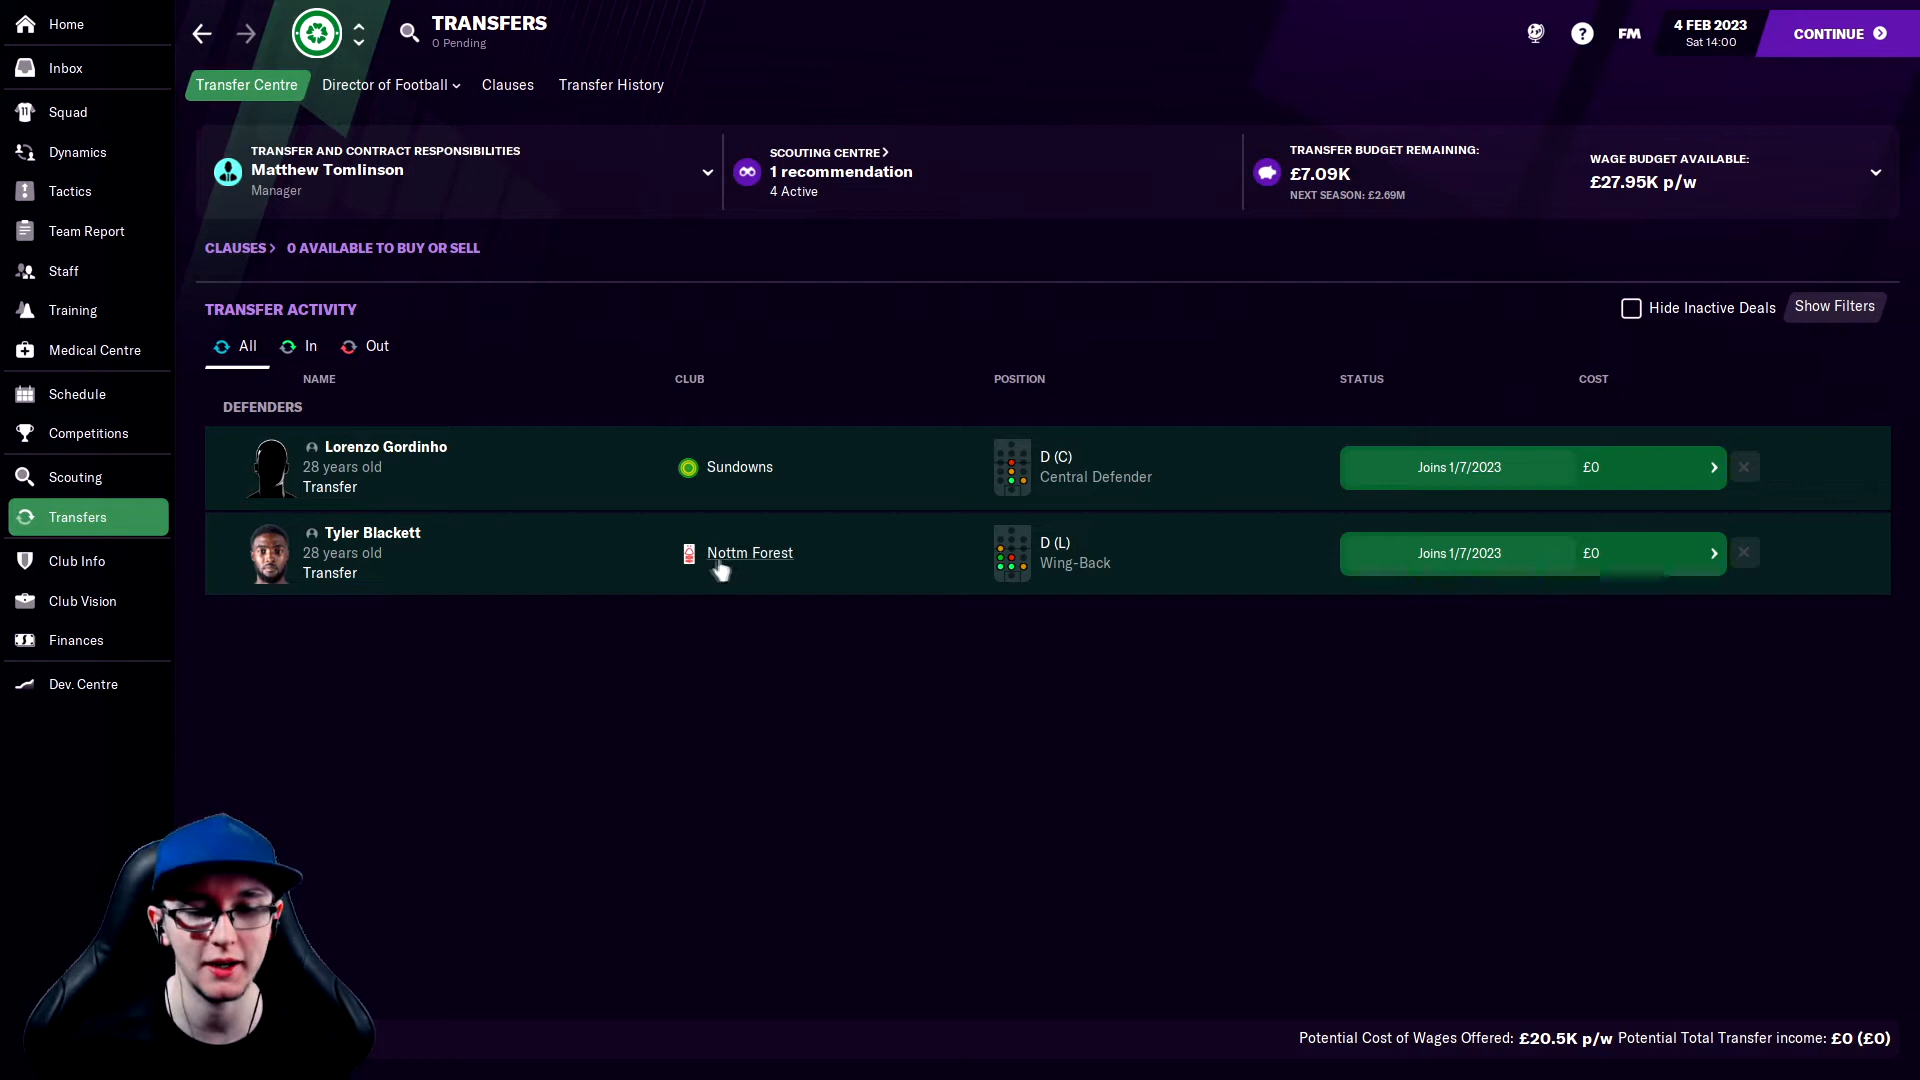 Home
Inbox
Squad
Dynamics
Tactics
Team Report
Staff
Training
Medical Centre
Schedule
Competitions
Scouting
Transfers
Club Info
Club Vision
Finances
Dev. Centre
TRANSFERS
0 Pending
?
FM
4 FEB 2023
Sat 14:00
CONTINUE
Transfer Centre
Director of Football
Clauses
Transfer History
TRANSFER AND CONTRACT RESPONSIBILITIES
Matthew Tomlinson
Manager
SCOUTING CENTRE
1 recommendation
4 Active
TRANSFER BUDGET REMAINING:
£7.09K
NEXT SEASON: £2.69M
WAGE BUDGET AVAILABLE:
£27.95K p/w
CLAUSES 0 AVAILABLE TO BUY OR SELL
TRANSFER ACTIVITY
Hide Inactive Deals
Show Filters
All In Out
NAME CLUB POSITION STATUS COST
DEFENDERS
Lorenzo Gordinho
28 years old
Transfer
Sundowns
D (C)
Central Defender
Joins 1/7/2023 £0
Tyler Blackett
28 years old
Transfer
Nottm Forest
D (L)
Wing-Back
Joins 1/7/2023 £0
Potential Cost of Wages Offered: £20.5K p/w Potential Total Transfer income: £0 (£0)